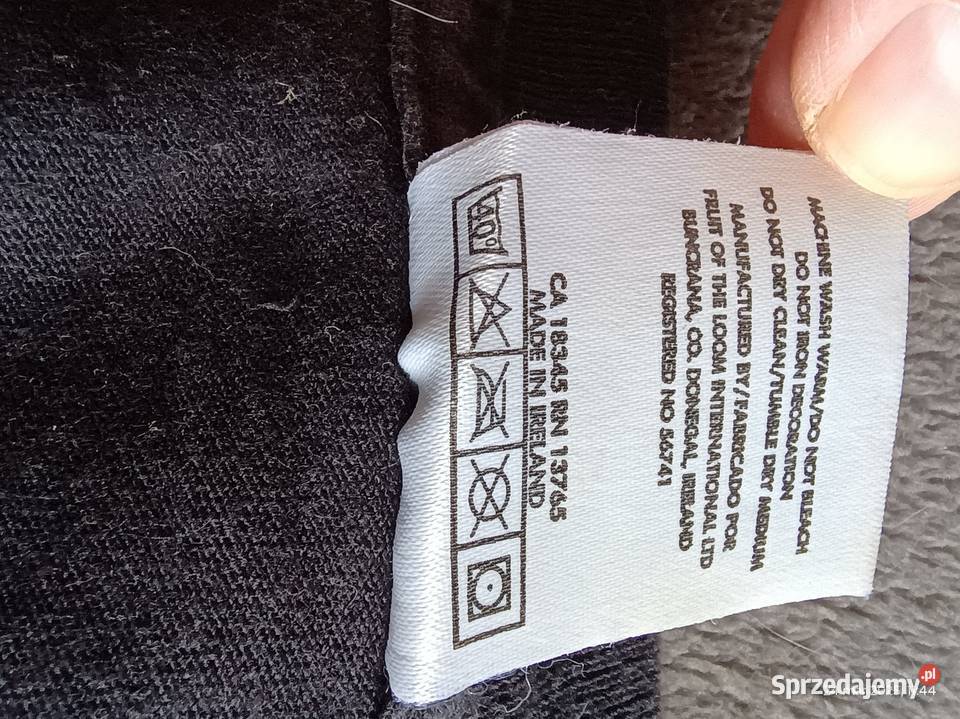 MACHINE WASH WARM/DO NOT BLEACH
DO NOT IRON DECORATION
DO NOT DRY CLEAN/TUMBLE DRY MEDIUM
MANUFACTURED BY/FABRICADO POR
FRUIT OF THE LOOM INTERNATIONAL LTD
BUNCRANA, CO. DONEGAL, IRELAND
REGISTERED NO 56741
CA 18345 RN 13765
MADE IN IRELAND
40°
Sprzedajemy.pl